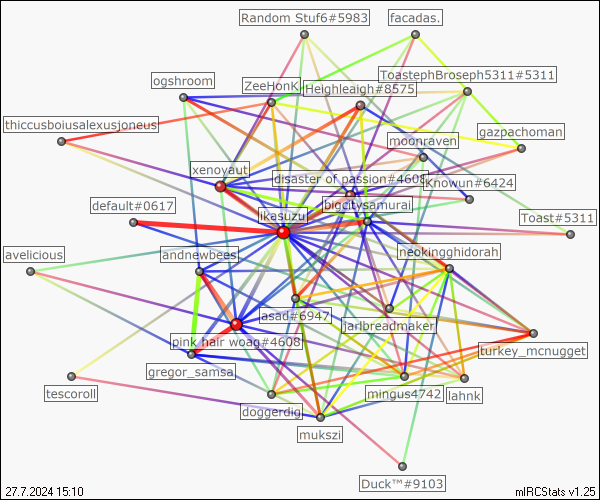 Random Stuf6#5983
facadas.
ToastephBroseph5311#5311
ogshroom
ZeeHonK
Heighleaigh#8575
thiccusboiusalexusjoneus
gazpachoman
moonraven
xenoyaut
disaster of passion#4609
Knowun#6424
default#0617
likasuzu
bigcitysamurai
Toast#5311
avelicious
andnewbees
neokingghidorah
asad#6947
jarlbreadmaker
pink hair woag#4608
turkey_mcnugget
gregor_samsa
tescoroll
doggerdig
mingus4742
lahnk
mukszi
Duck™#9103
27.7.2024 15:10
mIRCStats v1.25